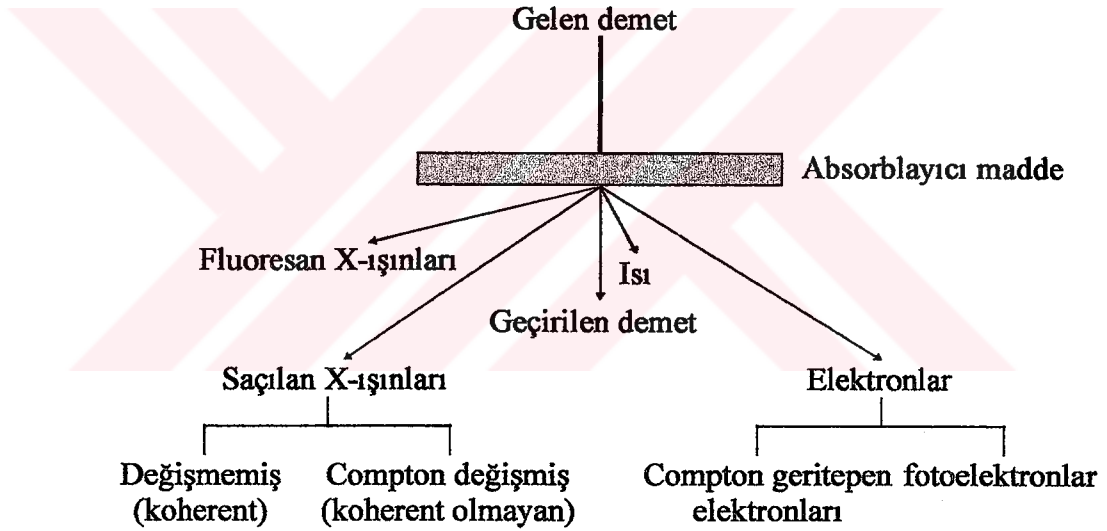 Gelen demet
Absorblayıcı madde
Fluoresan X-ışınları
Isı
Geçirilen demet
Saçılan X-ışınları
Elektronlar
Değişmemiş
(koherent)
Compton değişmiş
(koherent olmayan)
Compton geritepen
elektronları
fotoelektronlar